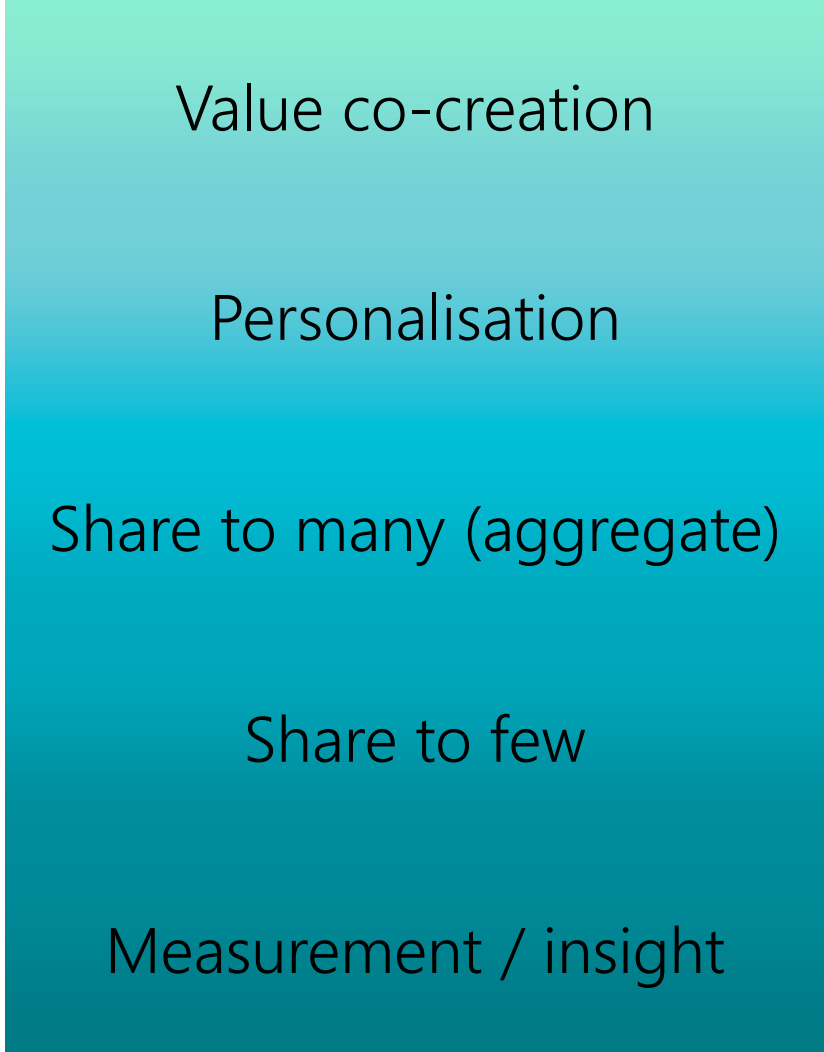 Value co-creation
Personalisation
Share to many (aggregate)
Share to few
Measurement / insight